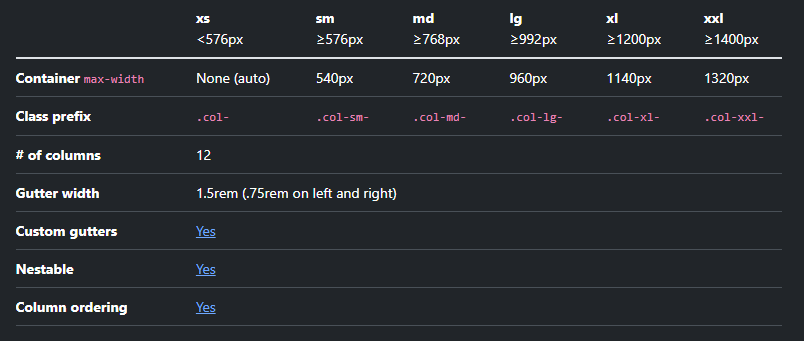 xs sm md lg xl xxl
<576px ≥576px ≥768px ≥992px ≥1200px ≥1400px
Container max-width None (auto) 540px 720px 960px 1140px 1320px
Class prefix .col- .col-sm- .col-md- .col-lg- .col-xl- .col-xxl-
# of columns 12
Gutter width 1.5rem (.75rem on left and right)
Custom gutters Yes
Nestable Yes
Column ordering Yes